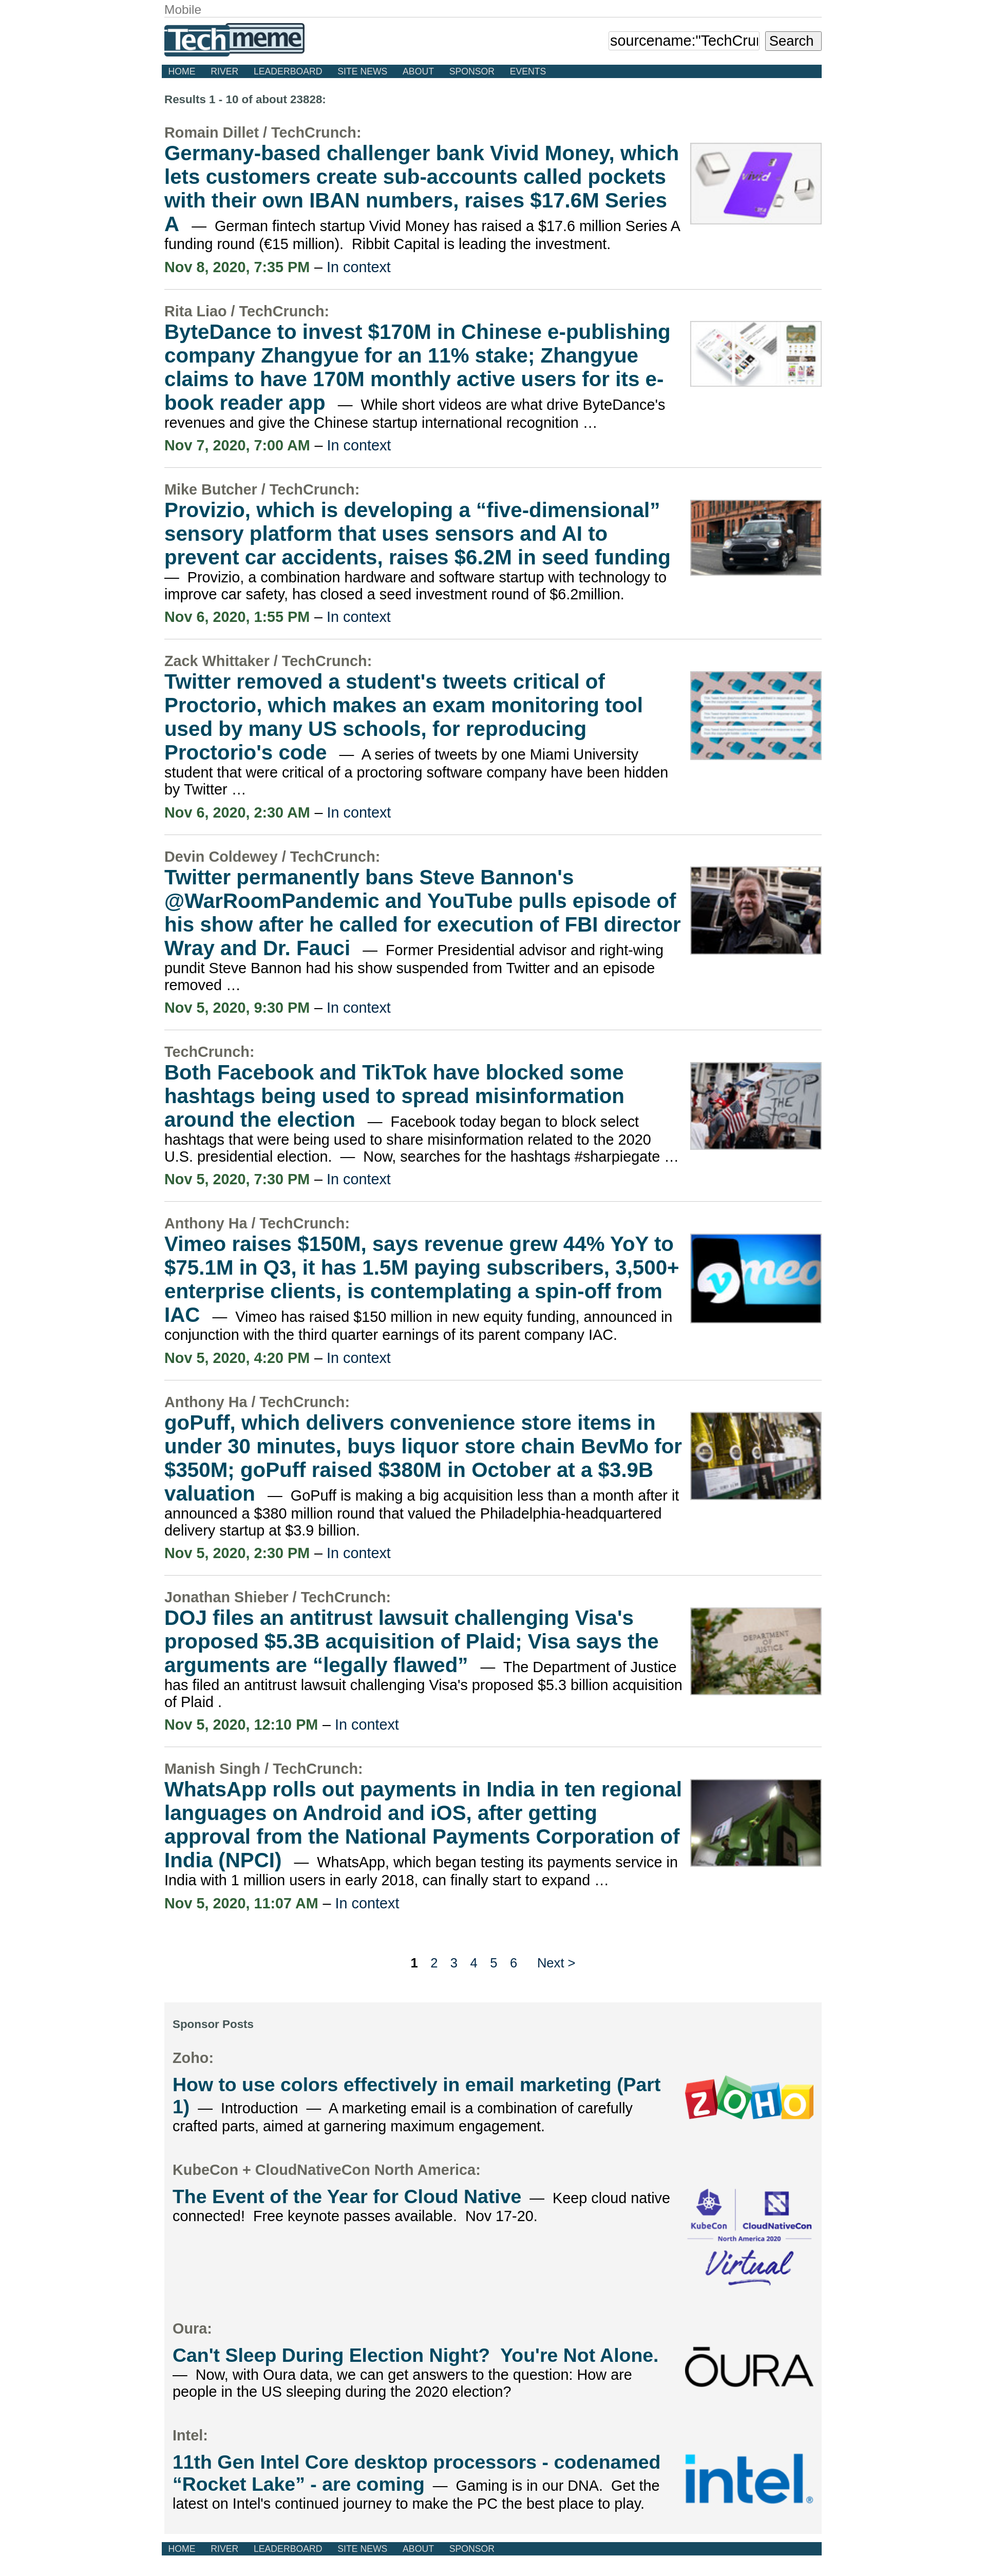 Mobile
Techmeme
sourcename:"TechCru
Search
HOME RIVER LEADERBOARD SITE NEWS ABOUT SPONSOR EVENTS
Results 1 - 10 of about 23828:
Romain Dillet / TechCrunch:
Germany-based challenger bank Vivid Money, which
lets customers create sub-accounts called pockets
with their own IBAN numbers, raises $17.6M Series
A — German fintech startup Vivid Money has raised a $17.6 million Series A
funding round (€15 million). Ribbit Capital is leading the investment.
Nov 8, 2020, 7:35 PM – In context
Rita Liao / TechCrunch:
ByteDance to invest $170M in Chinese e-publishing
company Zhangyue for an 11% stake; Zhangyue
claims to have 170M monthly active users for its e-
book reader app — While short videos are what drive ByteDance's
revenues and give the Chinese startup international recognition …
Nov 7, 2020, 7:00 AM – In context
Mike Butcher / TechCrunch:
Provizio, which is developing a “five-dimensional”
sensory platform that uses sensors and AI to
prevent car accidents, raises $6.2M in seed funding
— Provizio, a combination hardware and software startup with technology to
improve car safety, has closed a seed investment round of $6.2million.
Nov 6, 2020, 1:55 PM – In context
Zack Whittaker / TechCrunch:
Twitter removed a student's tweets critical of
Proctorio, which makes an exam monitoring tool
used by many US schools, for reproducing
Proctorio's code — A series of tweets by one Miami University
student that were critical of a proctoring software company have been hidden
by Twitter …
Nov 6, 2020, 2:30 AM – In context
Devin Coldewey / TechCrunch:
Twitter permanently bans Steve Bannon's
@WarRoomPandemic and YouTube pulls episode of
his show after he called for execution of FBI director
Wray and Dr. Fauci — Former Presidential advisor and right-wing
pundit Steve Bannon had his show suspended from Twitter and an episode
removed …
Nov 5, 2020, 9:30 PM – In context
TechCrunch:
Both Facebook and TikTok have blocked some
hashtags being used to spread misinformation
around the election — Facebook today began to block select
hashtags that were being used to share misinformation related to the 2020
U.S. presidential election. — Now, searches for the hashtags #sharpiegate …
STOP
THE
Steal
Nov 5, 2020, 7:30 PM – In context
Anthony Ha / TechCrunch:
Vimeo raises $150M, says revenue grew 44% YoY to
$75.1M in Q3, it has 1.5M paying subscribers, 3,500+
enterprise clients, is contemplating a spin-off from
IAC — Vimeo has raised $150 million in new equity funding, announced in
conjunction with the third quarter earnings of its parent company IAC.
Nov 5, 2020, 4:20 PM – In context
Anthony Ha / TechCrunch:
goPuff, which delivers convenience store items in
under 30 minutes, buys liquor store chain BevMo for
$350M; goPuff raised $380M in October at a $3.9B
valuation — GoPuff is making a big acquisition less than a month after it
announced a $380 million round that valued the Philadelphia-headquartered
delivery startup at $3.9 billion.
Nov 5, 2020, 2:30 PM – In context
Jonathan Shieber / TechCrunch:
DOJ files an antitrust lawsuit challenging Visa's
proposed $5.3B acquisition of Plaid; Visa says the
arguments are “legally flawed” — The Department of Justice
has filed an antitrust lawsuit challenging Visa's proposed $5.3 billion acquisition
of Plaid .
DEPARTMENT
OF
JUSTICE
Nov 5, 2020, 12:10 PM – In context
Manish Singh / TechCrunch:
WhatsApp rolls out payments in India in ten regional
languages on Android and iOS, after getting
approval from the National Payments Corporation of
India (NPCI) — WhatsApp, which began testing its payments service in
India with 1 million users in early 2018, can finally start to expand …
Nov 5, 2020, 11:07 AM – In context
1 2 3 4 5 6 Next >
Sponsor Posts
Zoho:
How to use colors effectively in email marketing (Part
1) — Introduction — A marketing email is a combination of carefully
crafted parts, aimed at garnering maximum engagement.
ZOHO
KubeCon + CloudNativeCon North America:
The Event of the Year for Cloud Native — Keep cloud native
connected! Free keynote passes available. Nov 17-20.
KubeCon CloudNativeCon
North America 2020
Virtual
Oura:
Can't Sleep During Election Night? You're Not Alone.
— Now, with Oura data, we can get answers to the question: How are
people in the US sleeping during the 2020 election?
ŌURA
Intel:
11th Gen Intel Core desktop processors - codenamed
“Rocket Lake” - are coming — Gaming is in our DNA. Get the
latest on Intel's continued journey to make the PC the best place to play.
intel®
HOME RIVER LEADERBOARD SITE NEWS ABOUT SPONSOR